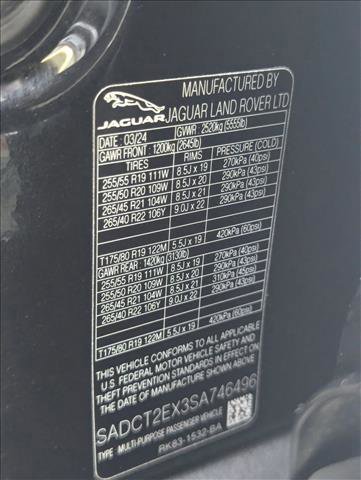 JAGUAR
MANUFACTURED BY
JAGUAR LAND ROVER LTD
DATE : 03/24 GVWR : 2520kg (5555lb)
GAWR FRONT : 1200kg (2645lb)
TIRES RIMS PRESSURE (COLD)
255/55 R19 111W 8.5J x 19 270kPa (40psi)
255/50 R20 109W 8.5J x 20 290kPa (43psi)
265/45 R21 104W 8.5J x 21 290kPa (43psi)
265/40 R22 106Y 9.0J x 22 290kPa (43psi)
T175/80 R19 122M 5.5J x 19 420kPa (60psi)
GAWR REAR : 1420kg (3130lb)
255/55 R19 111W 8.5J x 19 270kPa (40psi)
255/50 R20 109W 8.5J x 20 290kPa (43psi)
265/45 R21 104W 8.5J x 21 310kPa (45psi)
265/40 R22 106Y 9.0J x 22 290kPa (43psi)
T175/80 R19 122M 5.5J x 19 420kPa (60psi)
THIS VEHICLE CONFORMS TO ALL APPLICABLE
U.S. FEDERAL MOTOR VEHICLE SAFETY AND
THEFT PREVENTION STANDARDS IN EFFECT ON
THE DATE OF MANUFACTURE SHOWN ABOVE.
SADCT2EX3SA746496
TYPE : MULTI-PURPOSE PASSENGER VEHICLE
RK83-1532-BA